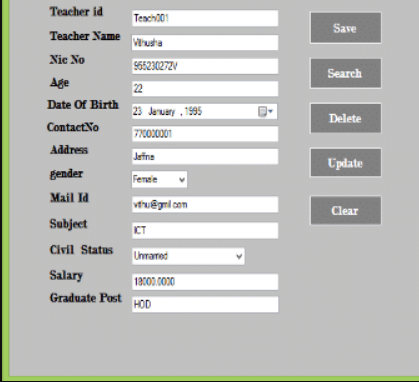 Teacher id Teach001
Save
Teacher Name Vithusha
Nic No 955230272V
Search
Age 22
Date Of Birth 23 January , 1995
Delete
ContactNo 770000001
Address Jaffna
Update
gender Female
Mail Id vithu@gmil.com
Clear
Subject ICT
Civil Status Unmarried
Salary 18000.0000
Graduate Post HOD